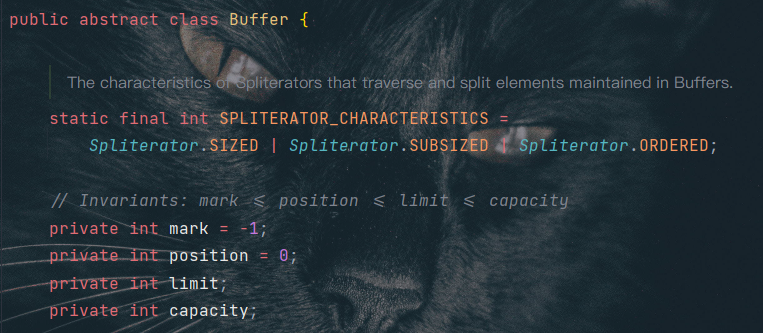 public abstract class Buffer {
The characteristics of Spliterators that traverse and split elements maintained in Buffers.
static final int SPLITERATOR_CHARACTERISTICS =
Spliterator.SIZED | Spliterator.SUBSIZED | Spliterator.ORDERED;
// Invariants: mark <= position <= limit <= capacity
private int mark = -1;
private int position = 0;
private int limit;
private int capacity;